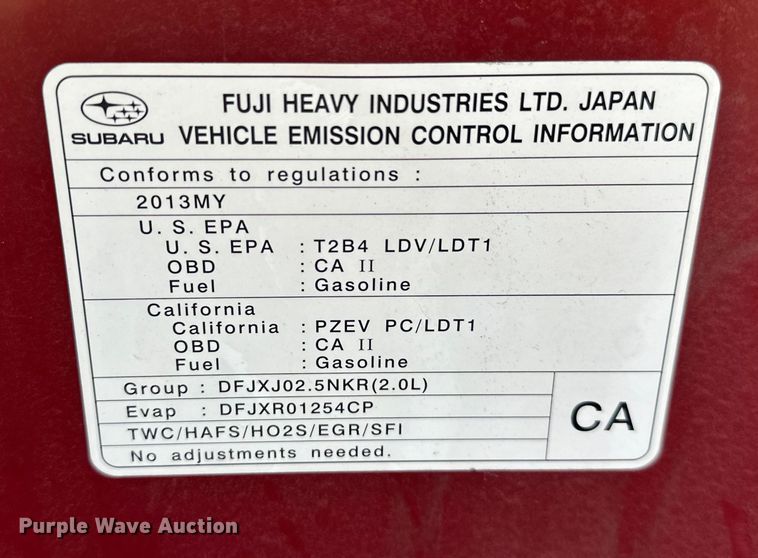 FUJI HEAVY INDUSTRIES LTD. JAPAN
SUBARU VEHICLE EMISSION CONTROL INFORMATION
Conforms to regulations :
2013MY
U. S. EPA
U. S. EPA : T2B4 LDV/LDT1
OBD : CA II
Fuel : Gasoline
California
California : PZEV PC/LDT1
OBD : CA II
Fuel : Gasoline
Group : DFJXJ02.5NKR(2.0L)
Evap : DFJXR01254CP
CA
TWC/HAFS/HO2S/EGR/SFI
No adjustments needed.
Purple Wave Auction